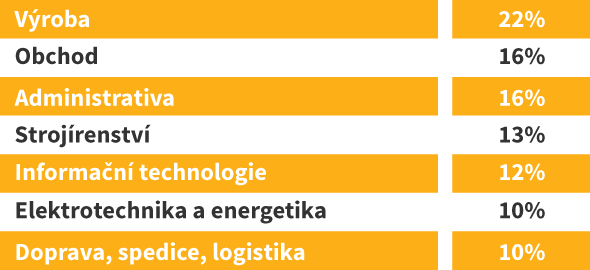 Výroba 22%
Obchod 16%
Administrativa 16%
Strojírenství 13%
Informační technologie 12%
Elektrotechnika a energetika 10%
Doprava, spedice, logistika 10%